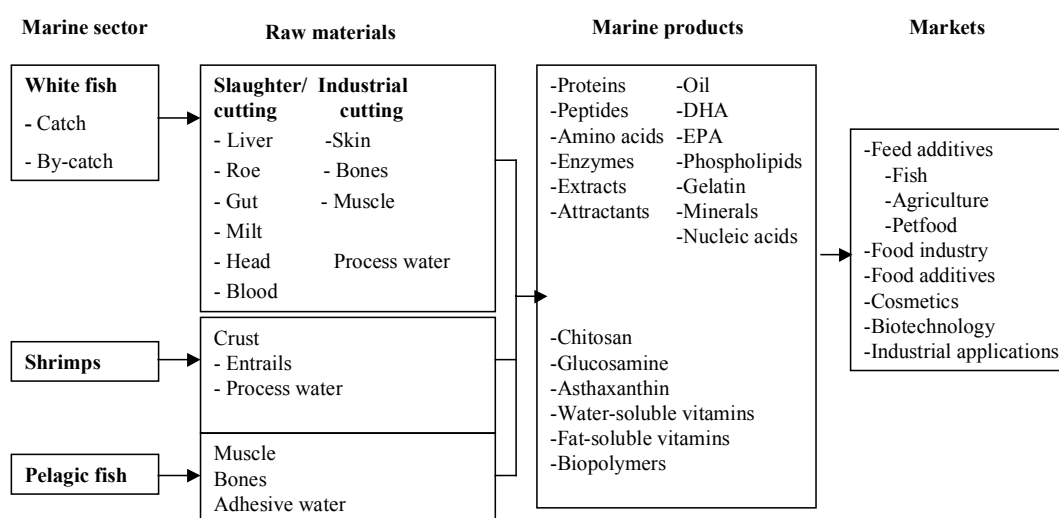 Marine sector
Raw materials
Marine products
Markets
White fish
- Catch
- By-catch
Slaughter/ Industrial
cutting cutting
- Liver -Skin
- Roe - Bones
- Gut - Muscle
- Milt
- Head Process water
- Blood
Shrimps
Crust
- Entrails
- Process water
Pelagic fish
Muscle
Bones
Adhesive water
-Proteins -Oil
-Peptides -DHA
-Amino acids -EPA
-Enzymes -Phospholipids
-Extracts -Gelatin
-Attractants -Minerals
-Nucleic acids
-Chitosan
-Glucosamine
-Asthaxanthin
-Water-soluble vitamins
-Fat-soluble vitamins
-Biopolymers
-Feed additives
-Fish
-Agriculture
-Petfood
-Food industry
-Food additives
-Cosmetics
-Biotechnology
-Industrial applications